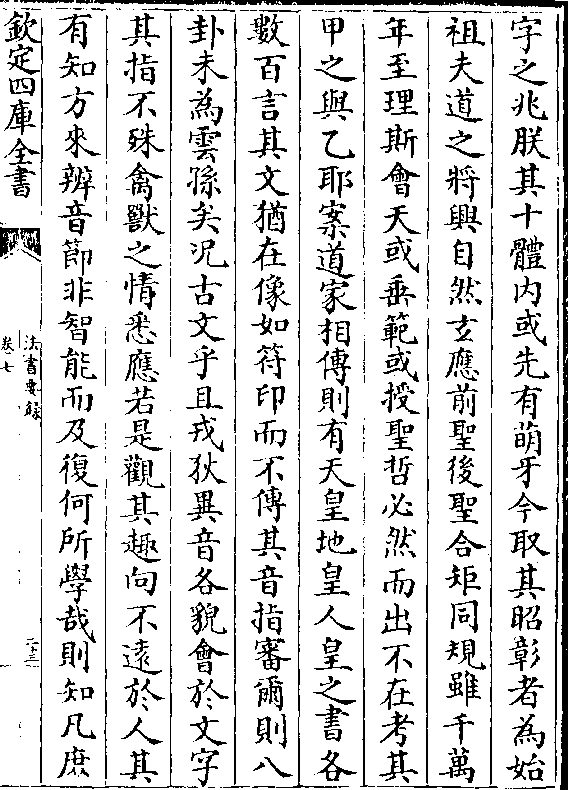 字之兆朕其十體内或先有萌牙今取其昭彰者為始
祖夫道之將興自然玄應前聖後聖合矩同規雖千萬
年至理斯會天或垂範或授聖哲必然而出不在考其
甲之與乙耶案道家相傳則有天皇地皇人皇之書各
數百言其文猶在像如符印而不傳其音指審爾則八
卦未為雲孫矣况古文乎且戎狄異音各貌會於文字
其指不殊禽獸之情悉應若是觀其趣向不遠於人其
有知方來辨音節非智能而及復何所學哉則知凡庶
欽定四庫全書
法書要錄
卷七
二十三